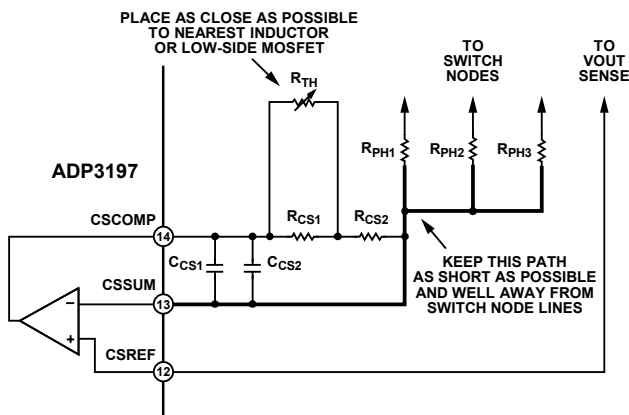 PLACE AS CLOSE AS POSSIBLE
TO NEAREST INDUCTOR
OR LOW-SIDE MOSFET
TO
SWITCH
NODES
TO
VOUT
SENSE
RTH
RPH1
RPH2
RPH3
ADP3197
CSCOMP
14
RCS1
RCS2
CCS1
CCS2
KEEP THIS PATH
AS SHORT AS POSSIBLE
AND WELL AWAY FROM
SWITCH NODE LINES
CSSUM
13
−
+
CSREF
12